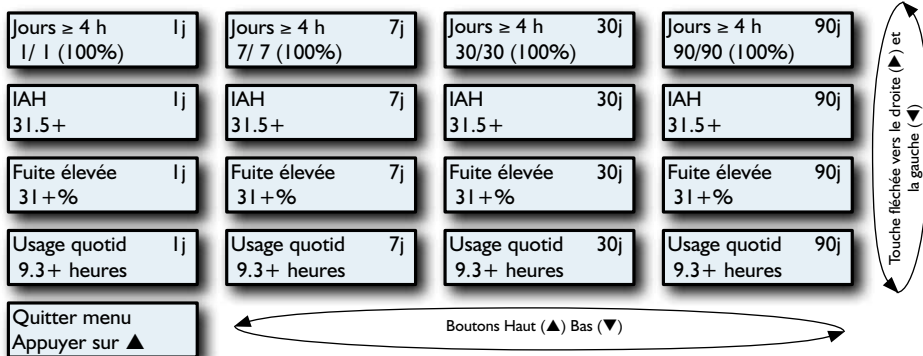 Jours ≥ 4 h 1j
1/ 1 (100%)
Jours ≥ 4 h 7j
7/ 7 (100%)
Jours ≥ 4 h 30j
30/30 (100%)
Jours ≥ 4 h 90j
90/90 (100%)
IAH 1j
31.5+
IAH 7j
31.5+
IAH 30j
31.5+
IAH 90j
31.5+
Fuite élevée 1j
31+%
Fuite élevée 7j
31+%
Fuite élevée 30j
31+%
Fuite élevée 90j
31+%
Usage quotid 1j
9.3+ heures
Usage quotid 7j
9.3+ heures
Usage quotid 30j
9.3+ heures
Usage quotid 90j
9.3+ heures
Quitter menu
Appuyer sur ▲
Boutons Haut (▲) Bas (▼)
Touche fléchée vers le droite (▲) et
la gauche (▼)